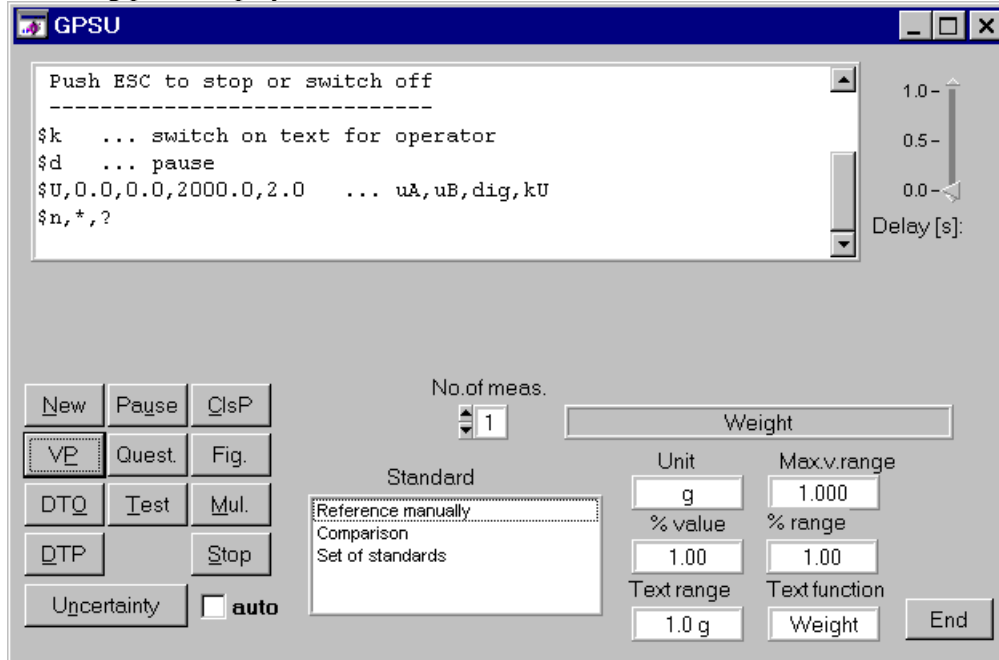 GPSU
Push ESC to stop or switch off
------------------------------
$k ... switch on text for operator
$d ... pause
$U,0.0,0.0,2000.0,2.0 ... uA,uB,dig,kU
$n,*,?
1.0
0.5
0.0
Delay [s]:
New Pause ClsP
VP Quest. Fig.
DTQ Test Mul.
DTP Stop
Uncertainty auto
No.of meas.
1
Standard
Reference manually
Comparison
Set of standards
Weight
Unit Max.v.range
g 1.000
% value % range
1.00 1.00
Text range Text function
1.0 g Weight
End